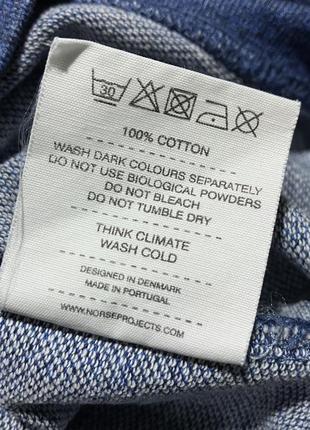 30
100% COTTON
WASH DARK COLOURS SEPARATELY
DO NOT USE BIOLOGICAL POWDERS
DO NOT BLEACH
DO NOT TUMBLE DRY
THINK CLIMATE
WASH COLD
DESIGNED IN DENMARK
MADE IN PORTUGAL
WWW.NORSEPROJECTS.COM